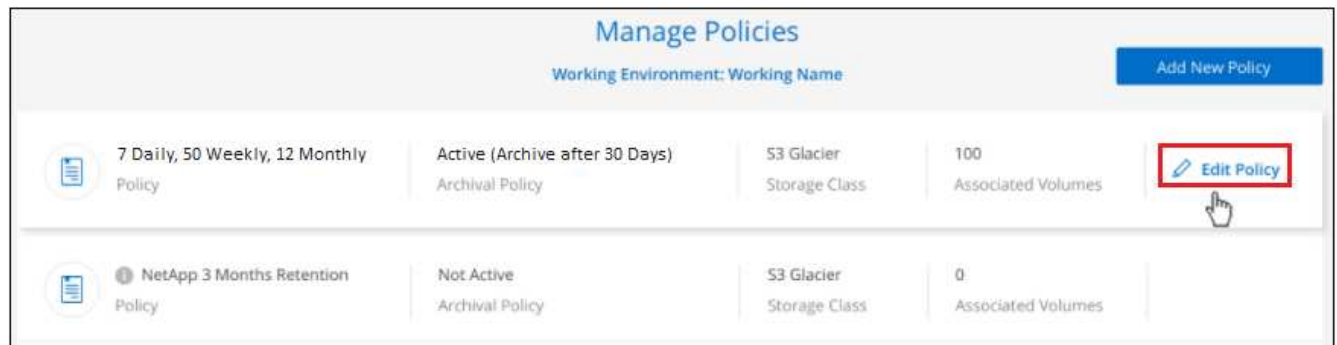 Manage Policies
Working Environment: Working Name
Add New Policy
7 Daily, 50 Weekly, 12 Monthly
Policy
Active (Archive after 30 Days)
Archival Policy
S3 Glacier
Storage Class
100
Associated Volumes
Edit Policy
NetApp 3 Months Retention
Policy
Not Active
Archival Policy
S3 Glacier
Storage Class
0
Associated Volumes